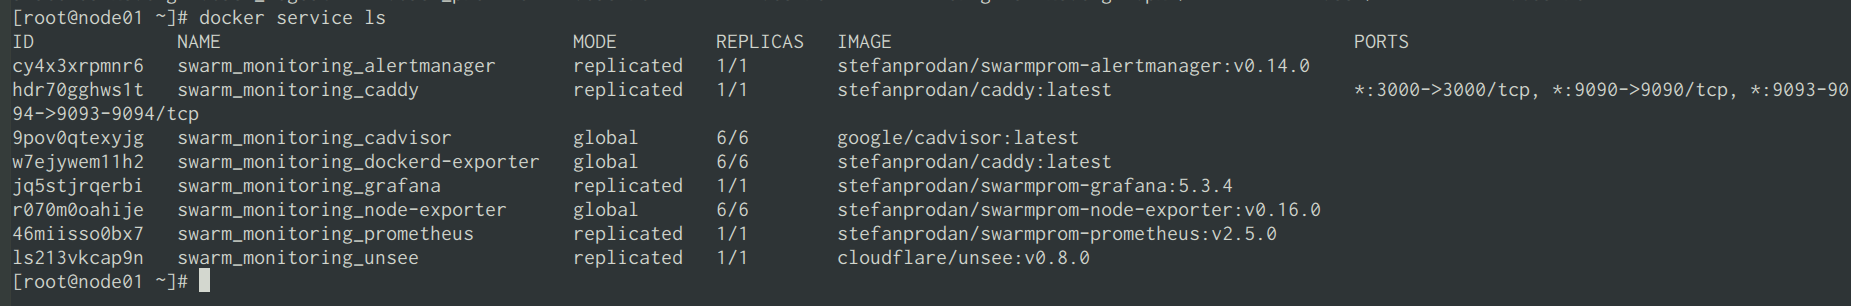 [root@node01 ~]# docker service ls
ID            NAME                              MODE         REPLICAS   IMAGE                                       PORTS
cy4x3xrpmnr6   swarm_monitoring_alertmanager       replicated   1/1        stefanprodan/swarmprom-alertmanager:v0.14.0
hdr70gghws1t   swarm_monitoring_caddy              replicated   1/1        stefanprodan/caddy:latest                   *:3000->3000/tcp, *:9090->9090/tcp, *:9093-90
94->9093-9094/tcp
9pov0qtexyjg   swarm_monitoring_cadvisor           global       6/6        google/cadvisor:latest
w7ejywem11h2   swarm_monitoring_dockerd-exporter   global       6/6        stefanprodan/caddy:latest
jq5stjrqerbi   swarm_monitoring_grafana            replicated   1/1        stefanprodan/swarmprom-grafana:5.3.4
r070m0oahije   swarm_monitoring_node-exporter      global       6/6        stefanprodan/swarmprom-node-exporter:v0.16.0
46miisso0bx7   swarm_monitoring_prometheus         replicated   1/1        stefanprodan/swarmprom-prometheus:v2.5.0
ls213vkcap9n   swarm_monitoring_unsee              replicated   1/1        cloudflare/unsee:v0.8.0
[root@node01 ~]#